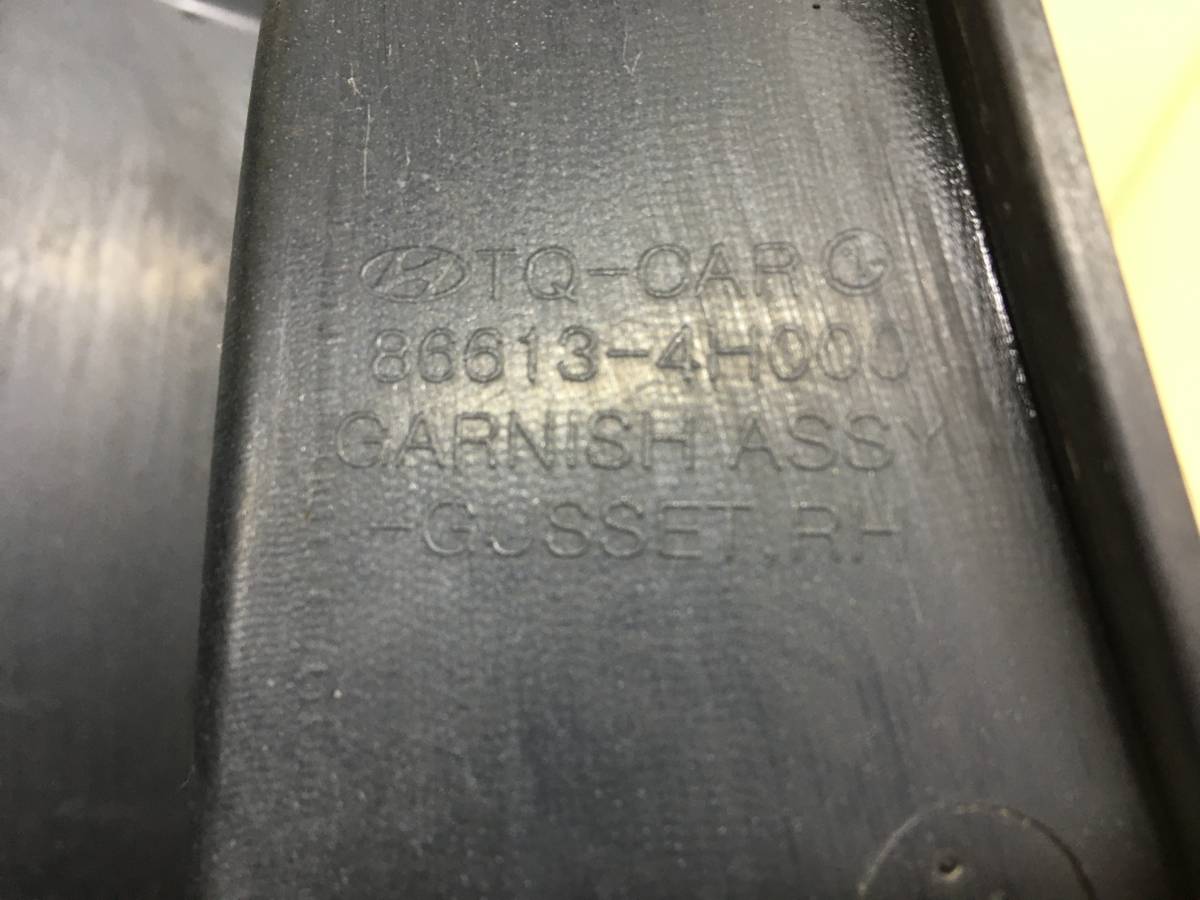 TQ-CAR
86613-4H000
GARNISH ASSY
-GUSSET,RH